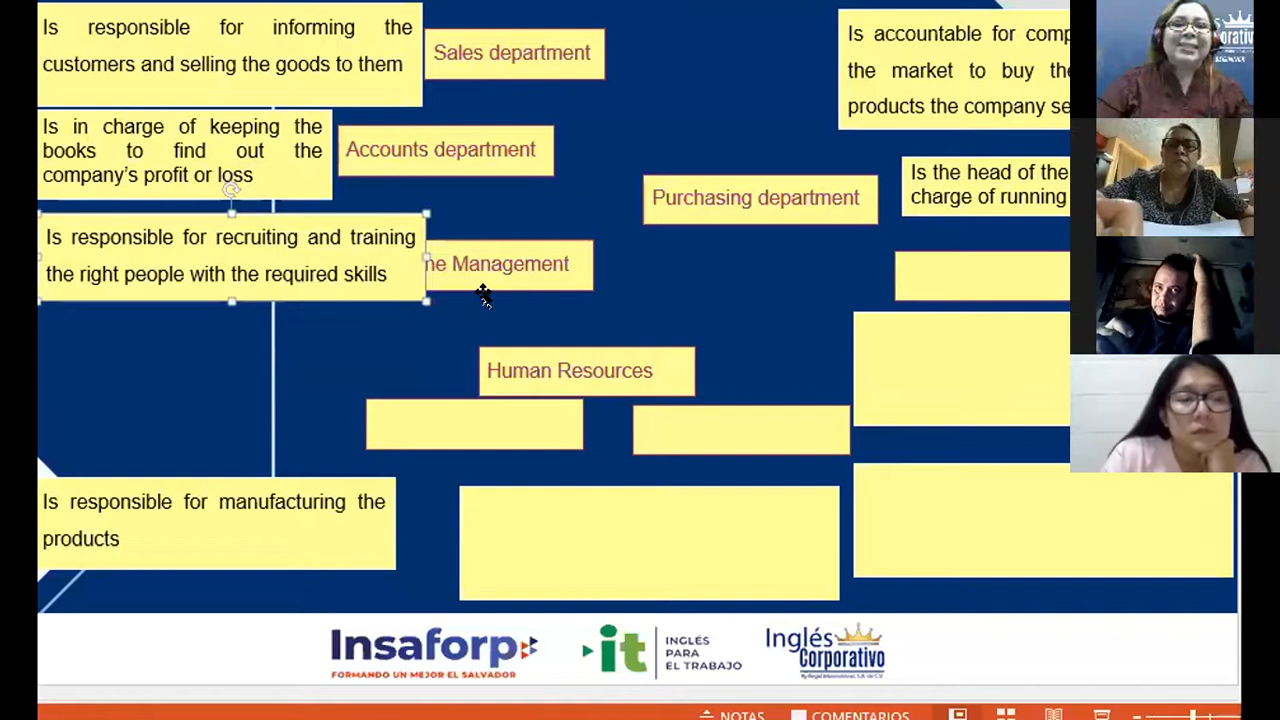 Is responsible for informing the
customers and selling the goods to them
Sales department
Is accountable for comp
the market to buy the
products the company se
Is in charge of keeping the
books to find out the
company's profit or loss
Accounts department
Purchasing department
Is the head of the
charge of running
Is responsible for recruiting and training
the right people with the required skills
ne Management
Human Resources
Is responsible for manufacturing the
products
Insaforp
FORMANDO UN MEJOR EL SALVADOR
it
INGLÉS
PARA
EL TRABAJO
Inglés
Corporativo
NOTAS
COMENTARIOS